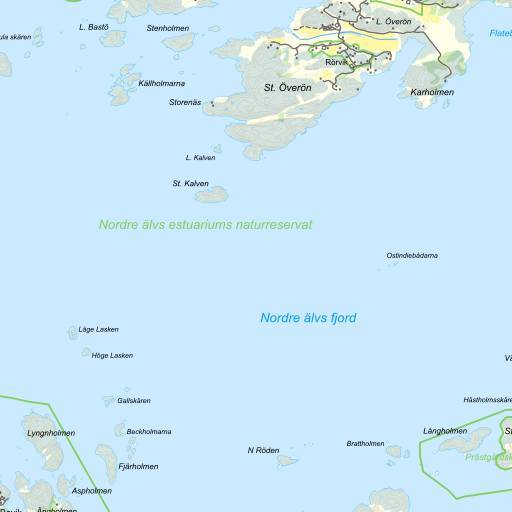 L. Överön
L. Bastö
Stenholmen
Flateb
ula skären
Rörvik
Källholmarna
St. Överön
Karholmen
Storenäs
L. Kalven
St. Kalven
Nordre älvs estuariums naturreservat
Ostindiebådarna
Nordre älvs fjord
Läge Lasken
Höge Lasken
Vä
Gallskären
Hästholmsskäre
Lyngnholmen
Beckholmarna
Långholmen
St
Brattholmen
N Röden
Prästgårdsk
Fjärholmen
Aspholmen
Ängholmen